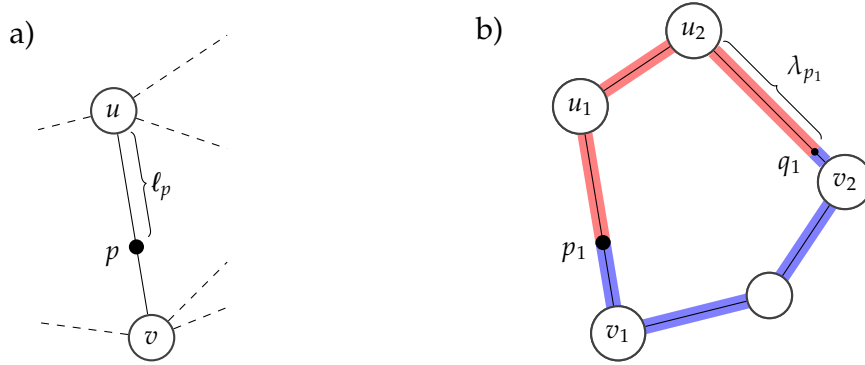 a)
u
ℓ_p
p
v
b)
u_2
λ_{p_1}
u_1
q_1
v_2
p_1
v_1